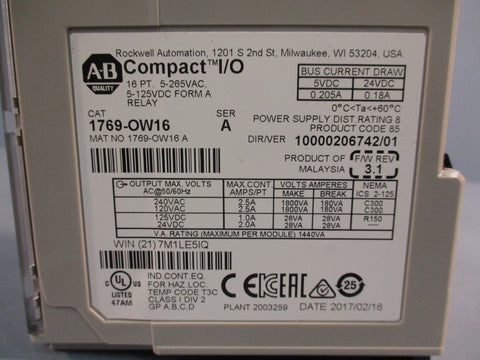 Rockwell Automation, 1201 S 2nd St, Milwaukee, WI 53204, USA
A-B QUALITY
Compact™I/O
16 PT. 5-265VAC,
5-125VDC FORM A
RELAY
BUS CURRENT DRAW
5VDC 24VDC
0.205A 0.18A
0°C<Ta<+60°C
POWER SUPPLY DIST.RATING 8
PRODUCT CODE 85
CAT SER
1769-OW16 A
MAT NO 1769-OW16 A
DIR/VER 10000206742/01
PRODUCT OF MALAYSIA
F/W REV 3.1
OUTPUT MAX. VOLTS AC@50/60Hz MAX.CONT AMPS/PT VOLTS AMPERES MAKE BREAK NEMA ICS 2-125
240VAC 2.5A 1800VA 180VA C300
120VAC 2.5A 1800VA 180VA C300
125VDC 1.0A 28VA 28VA R150
24VDC 2.0A 28VA 28VA ----
V.A. RATING (MAXIMUM PER MODULE) 1440VA
WIN (21)7M1LE5IQ
C UL US
LISTED
47AM
IND.CONT.EQ.
FOR HAZ.LOC.
TEMP CODE T3C
CLASS I DIV 2
GP A,B,C,D
CE EAC 25
PLANT 2003259
DATE 2017/02/16